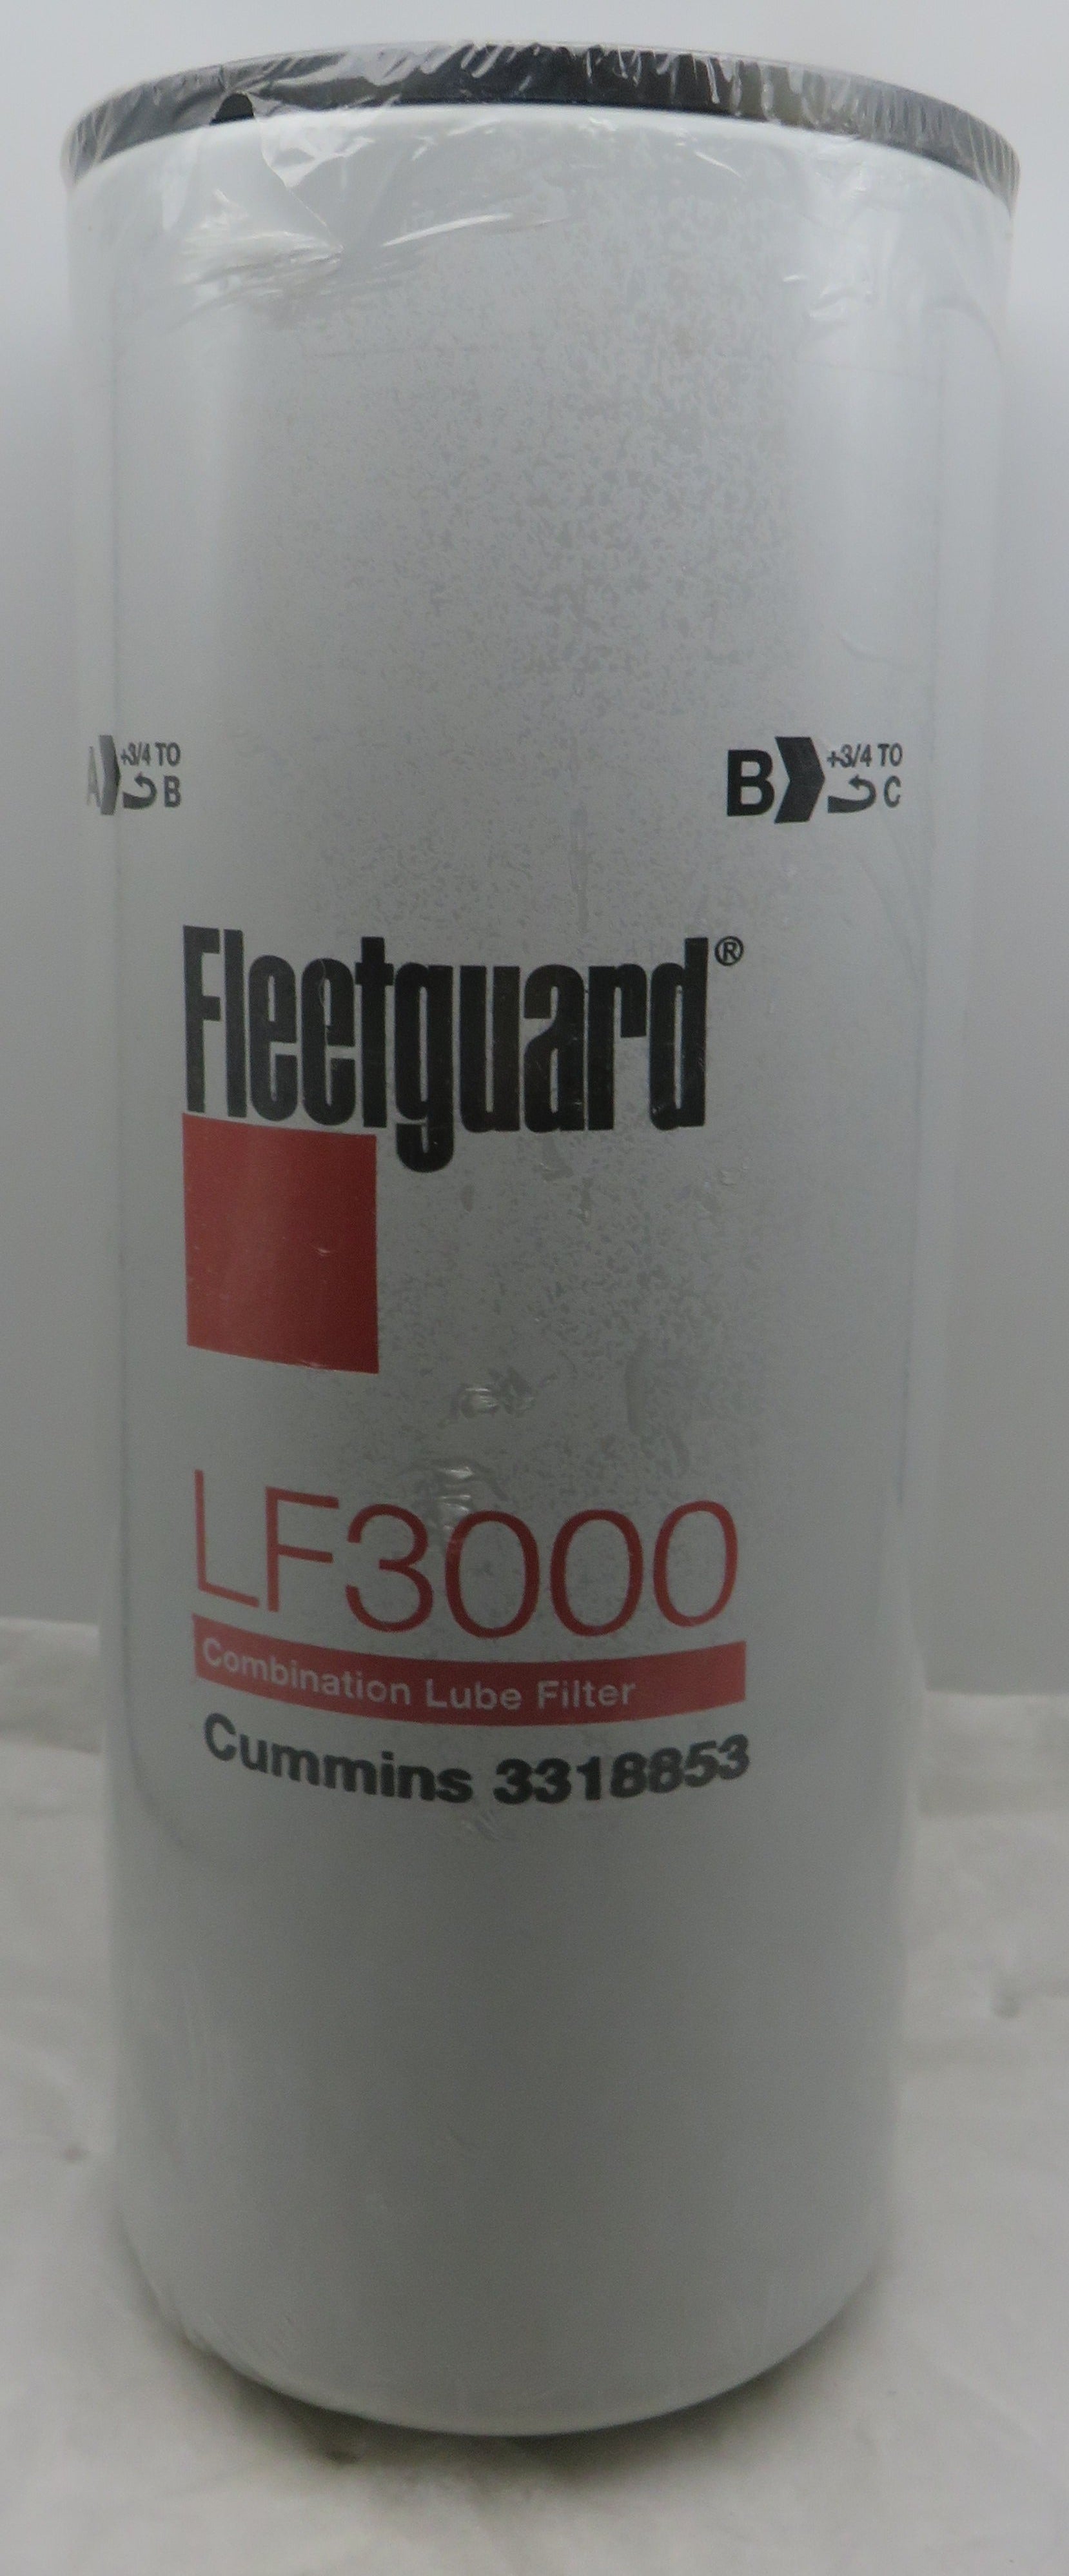 A +3/4 TO
B
B +3/4 TO
C
Fleetguard®
LF3000
Combination Lube Filter
Cummins 3318853